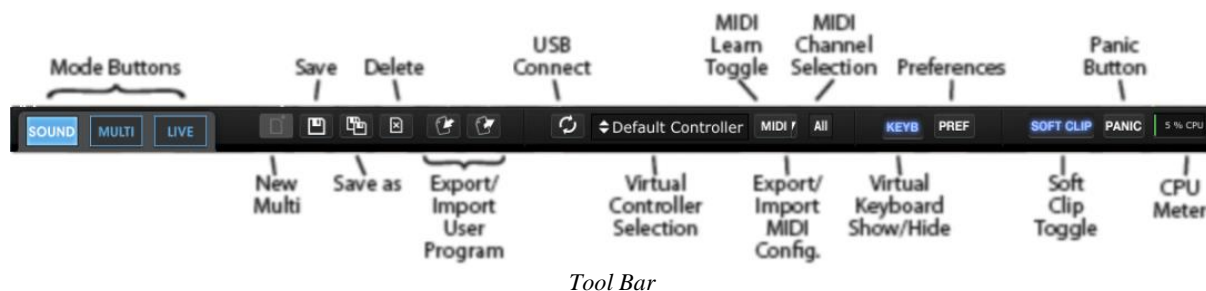 Mode Buttons
Save
Delete
USB
Connect
MIDI
Learn
Toggle
MIDI
Channel
Selection
Preferences
Panic
Button
SOUND MULTI LIVE Default Controller MIDI All KEYB PREF SOFT CLIP PANIC 5 % CPU
New
Multi
Save as
Export/
Import
User
Program
Virtual
Controller
Selection
Export/
Import
MIDI
Config.
Virtual
Keyboard
Show/Hide
Soft
Clip
Toggle
CPU
Meter
Tool Bar